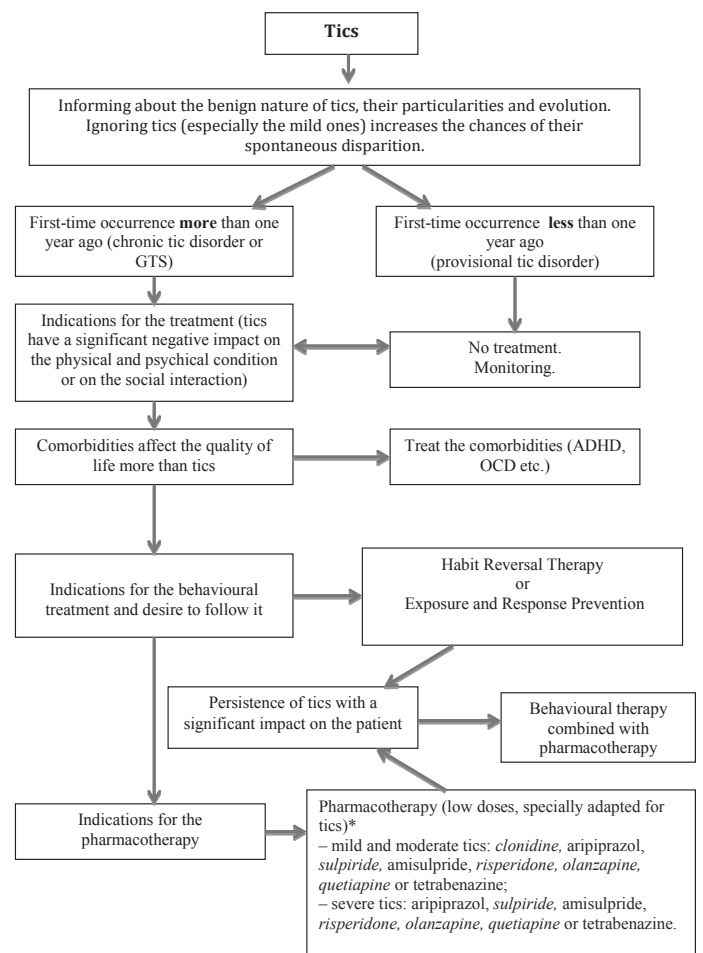 Tics
Informing about the benign nature of tics, their particularities and evolution.
Ignoring tics (especially the mild ones) increases the chances of their
spontaneous disparition.
First-time occurrence more than one
year ago (chronic tic disorder or
GTS)
First-time occurrence less than one
year ago
(provisional tic disorder)
Indications for the treatment (tics
have a significant negative impact on
the physical and psychical condition
or on the social interaction)
No treatment.
Monitoring.
Comorbidities affect the quality of
life more than tics
Treat the comorbidities (ADHD,
OCD etc.)
Indications for the behavioural
treatment and desire to follow it
Habit Reversal Therapy
or
Exposure and Response Prevention
Persistence of tics with a
significant impact on the patient
Behavioural therapy
combined with
pharmacotherapy
Indications for the
pharmacotherapy
Pharmacotherapy (low doses, specially adapted for
tics)*
– mild and moderate tics: clonidine, aripiprazol,
sulpiride, amisulpride, risperidone, olanzapine,
quetiapine or tetrabenazine;
– severe tics: aripiprazol, sulpiride, amisulpride,
risperidone, olanzapine, quetiapine or tetrabenazine.